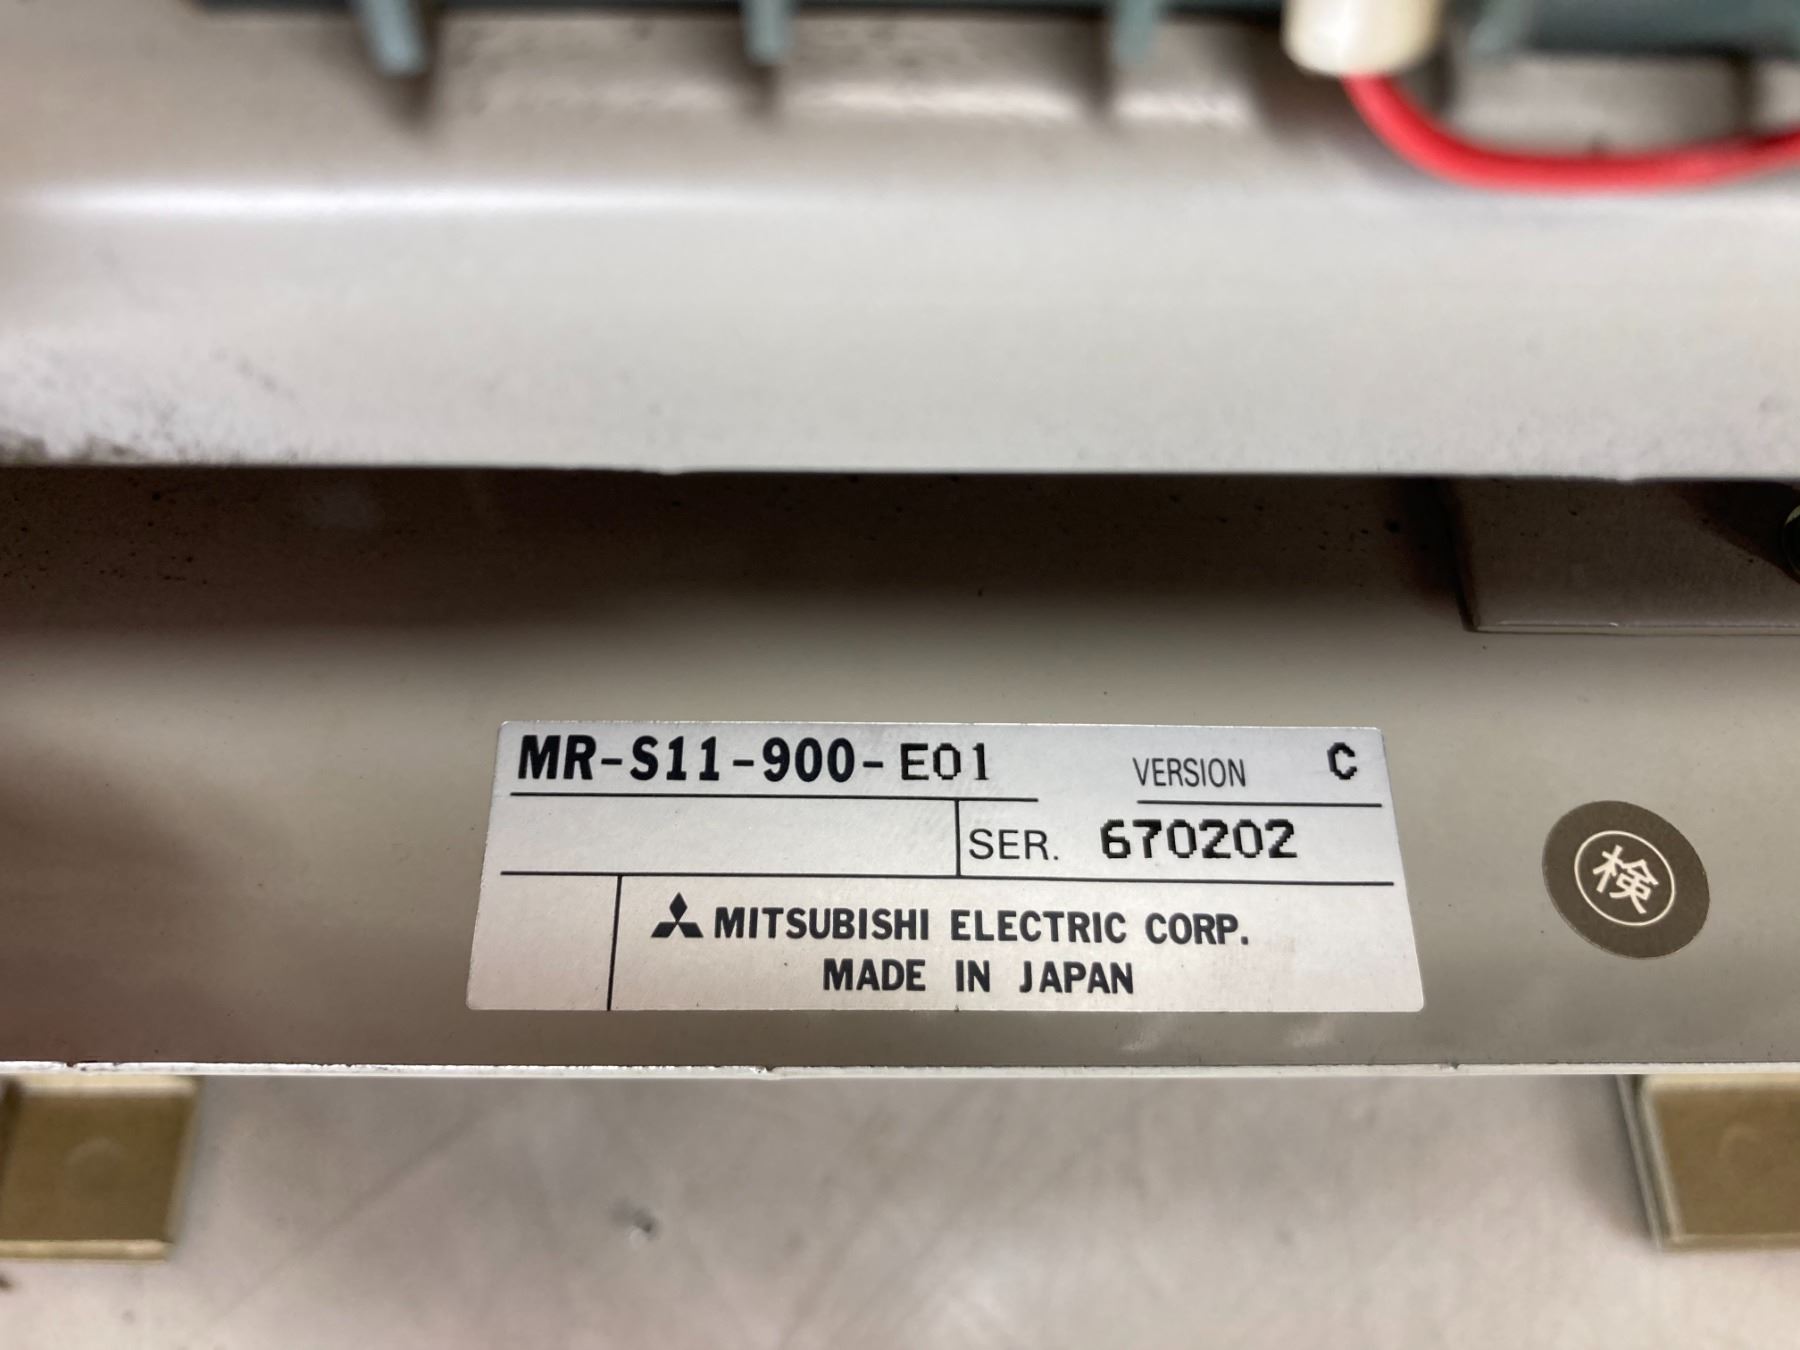 MR-S11-900-E01 VERSION C
SER. 670202
MITSUBISHI ELECTRIC CORP.
MADE IN JAPAN
検